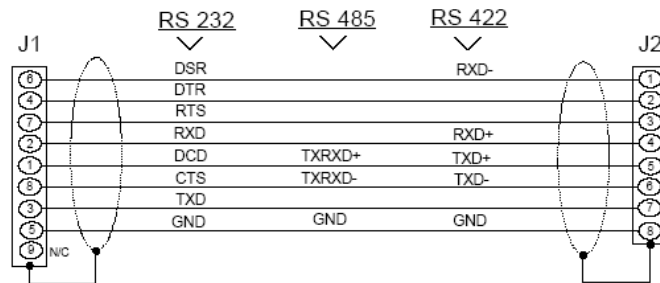 RS 232 RS 485 RS 422
J1 J2
6 DSR RXD- 1
4 DTR 2
7 RTS 3
2 RXD RXD+ 4
1 DCD TXRXD+ TXD+ 5
8 CTS TXRXD- TXD- 6
3 TXD 7
5 GND GND GND 8
9 N/C